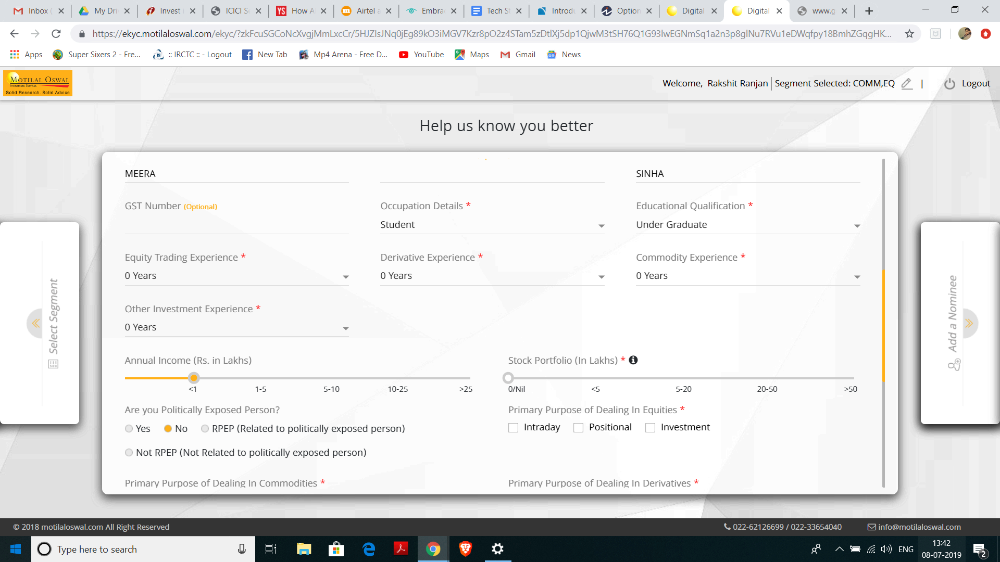 Inbox (
My Dri
Invest i
ICICI Se
How A
Airtel a
Embra
Tech St
Introdu
Option
Digital
Digital
www.g
https://ekyc.motilaloswal.com/ekyc/?zkFcuSGCoNcXvgjMmLxcCr/5HJZIsJNq0jEg89kO3iMGV7Kzr8pO2z4STam5zDtlXj5dp1QjwM3tSH76Q1G93lwEGNmSq1a2n3p8glNu7RVu1eDWqfpy18BmhZGqgHK...
Apps
Super Sixers 2 - Fre...
:: IRCTC :: - Logout
New Tab
Mp4 Arena - Free D...
YouTube
Maps
Gmail
News
MOTILAL OSWAL
Investment Services
Solid Research. Solid Advice
Welcome, Rakshit Ranjan
Segment Selected: COMM,EQ
|
Logout
Help us know you better
MEERA
SINHA
GST Number (Optional)
Occupation Details *
Educational Qualification *
Student
Under Graduate
Equity Trading Experience *
Derivative Experience *
Commodity Experience *
0 Years
0 Years
0 Years
Other Investment Experience *
0 Years
Annual Income (Rs. in Lakhs)
Stock Portfolio (In Lakhs) *
<1 1-5 5-10 10-25 >25
0/Nil <5 5-20 20-50 >50
Are you Politically Exposed Person?
Primary Purpose of Dealing In Equities *
Yes No RPEP (Related to politically exposed person)
Intraday Positional Investment
Not RPEP (Not Related to politically exposed person)
Primary Purpose of Dealing In Commodities *
Primary Purpose of Dealing In Derivatives *
Select Segment
Add a Nominee
© 2018 motilaloswal.com All Right Reserved
022-62126699 / 022-33654040
info@motilaloswal.com
Type here to search
ENG
13:42
08-07-2019
2